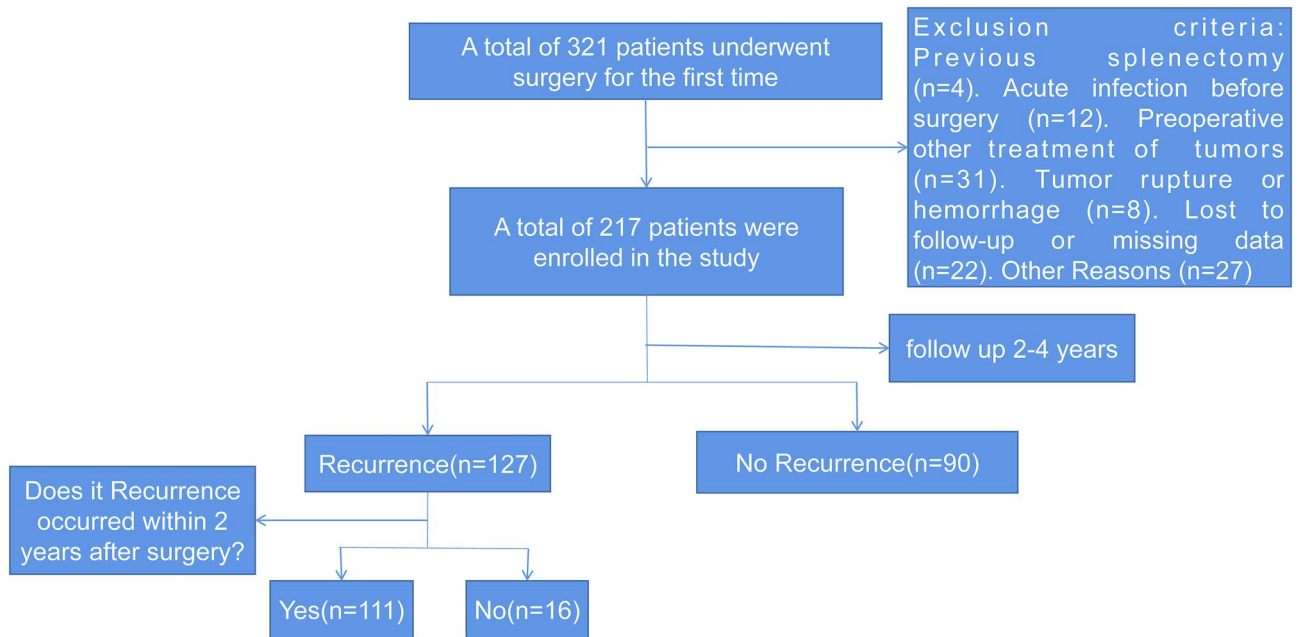 A total of 321 patients underwent
surgery for the first time
Exclusion criteria:
Previous splenectomy
(n=4). Acute infection before
surgery (n=12). Preoperative
other treatment of tumors
(n=31). Tumor rupture or
hemorrhage (n=8). Lost to
follow-up or missing data
(n=22). Other Reasons (n=27)
A total of 217 patients were
enrolled in the study
follow up 2-4 years
Recurrence(n=127)
No Recurrence(n=90)
Does it Recurrence
occurred within 2
years after surgery?
Yes(n=111)
No(n=16)